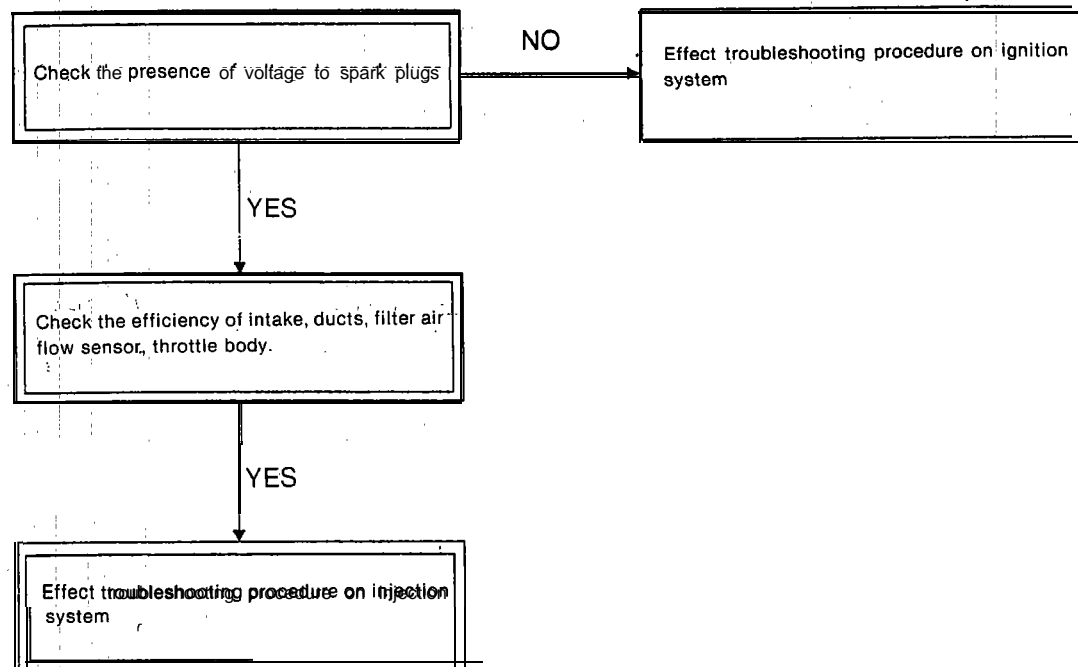 Check the presence of voltage to spark plugs
NO
Effect troubleshooting procedure on ignition
system
YES
Check the efficiency of intake, ducts, filter air
flow sensor, throttle body.
YES
Effect troubleshooting procedure on injection
system